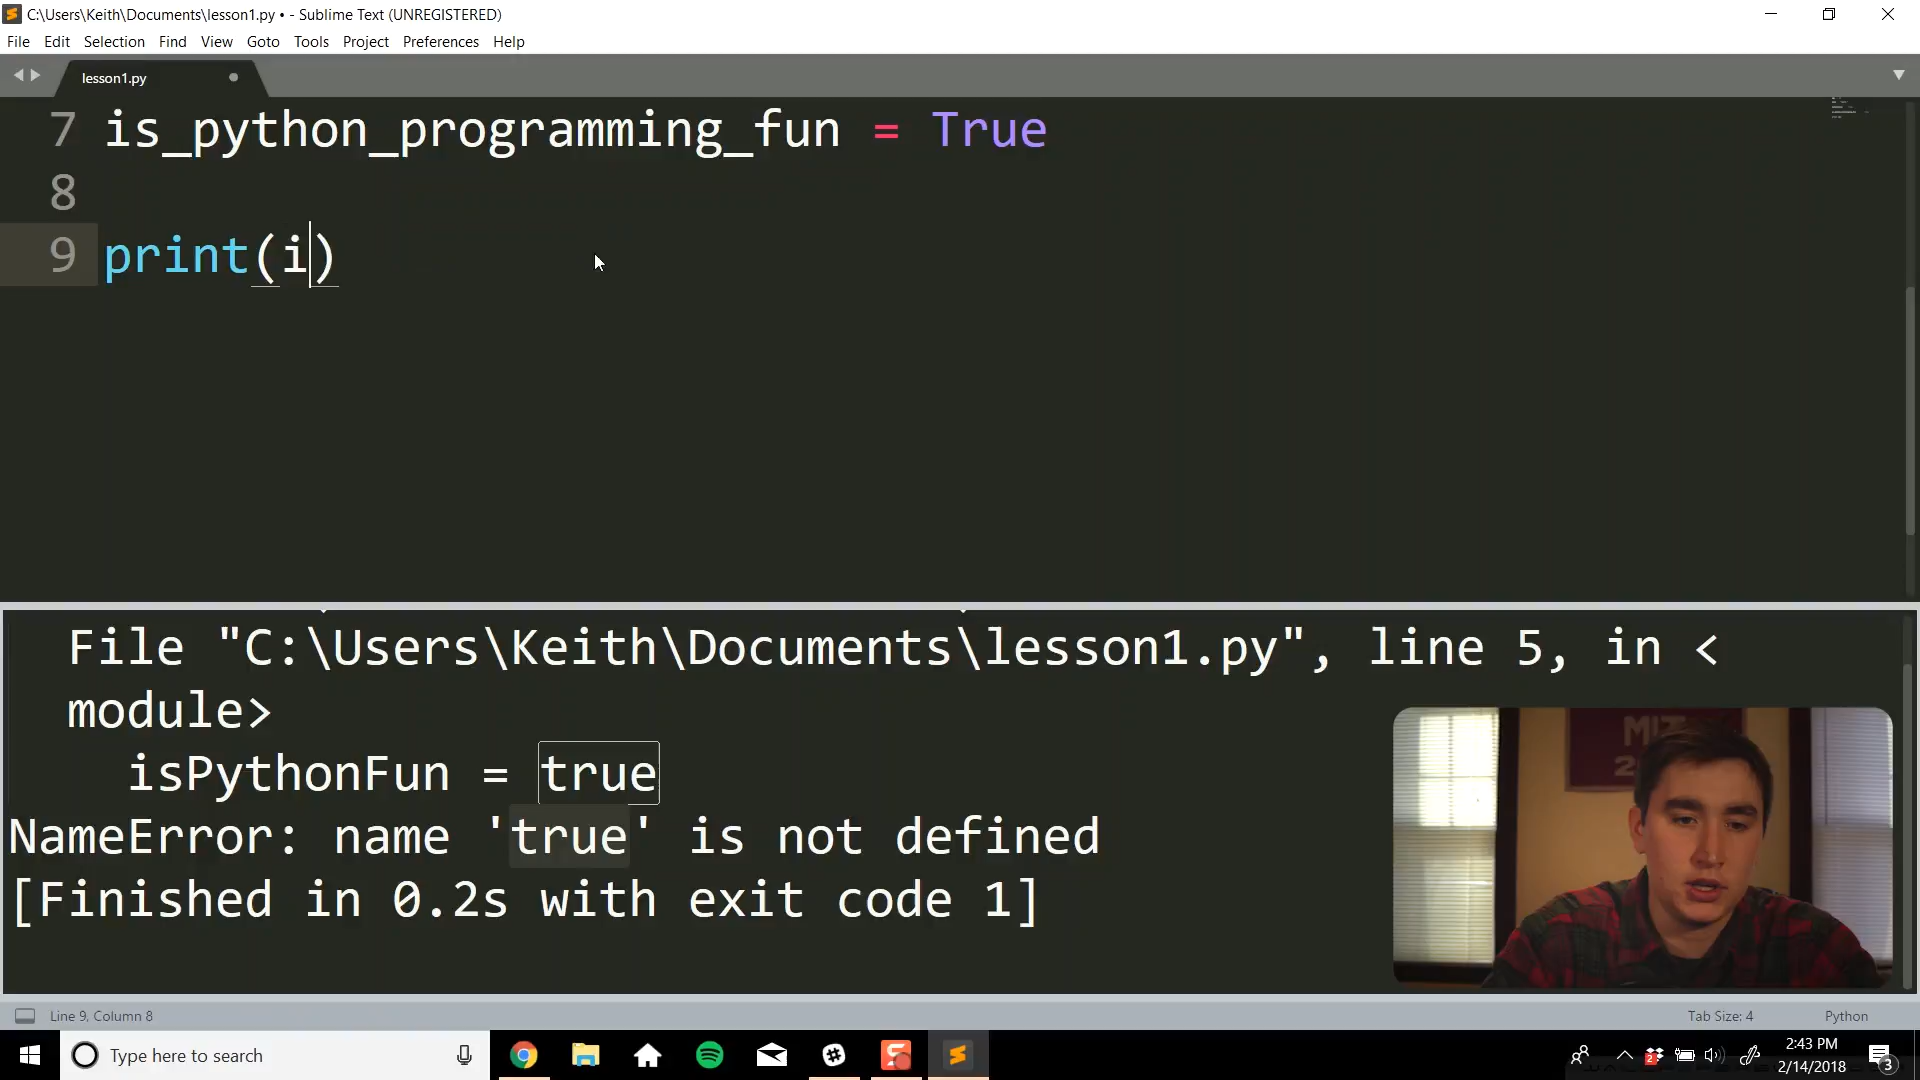 C:\Users\Keith\Documents\lesson1.py • - Sublime Text (UNREGISTERED)
File Edit Selection Find View Goto Tools Project Preferences Help
lesson1.py
7 is_python_programming_fun = True
8
9 print(i)
File "C:\Users\Keith\Documents\lesson1.py", line 5, in <
module>
isPythonFun = true
NameError: name 'true' is not defined
[Finished in 0.2s with exit code 1]
MIT
Line 9, Column 8 Tab Size: 4 Python
Type here to search
2:43 PM
2/14/2018
2
3